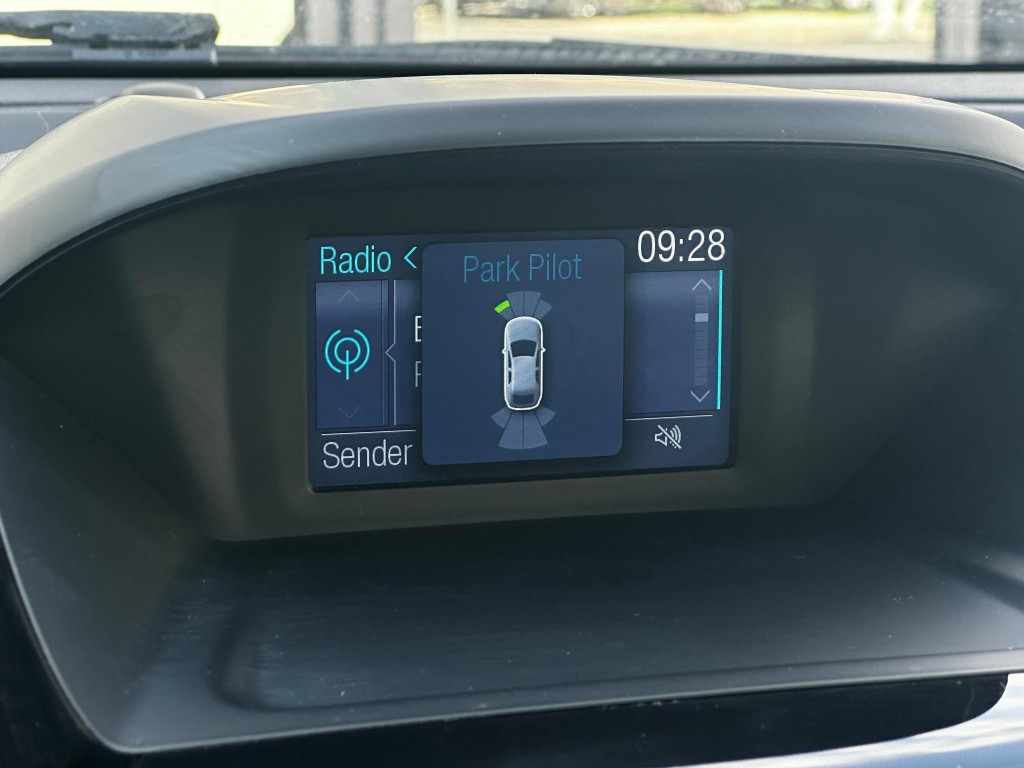 Radio <
Park Pilot
09:28
Sender